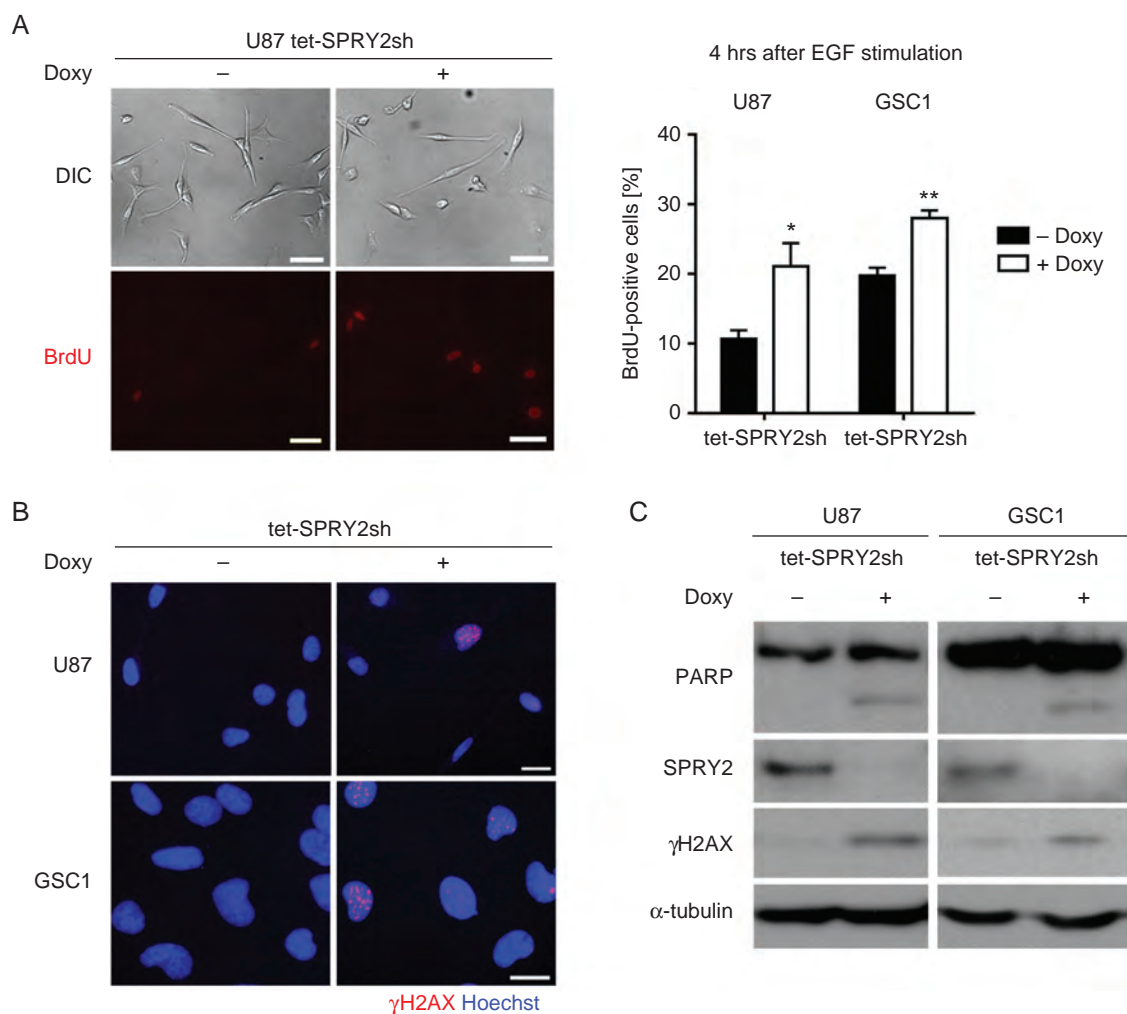 A
U87 tet-SPRY2sh
Doxy – +
DIC
BrdU
4 hrs after EGF stimulation
U87 GSC1
BrdU-positive cells [%]
40
30
20
10
0
* **
– Doxy
+ Doxy
tet-SPRY2sh tet-SPRY2sh
B
tet-SPRY2sh
Doxy – +
U87
GSC1
γH2AX Hoechst
C
U87 GSC1
tet-SPRY2sh tet-SPRY2sh
Doxy – + – +
PARP
SPRY2
γH2AX
α-tubulin